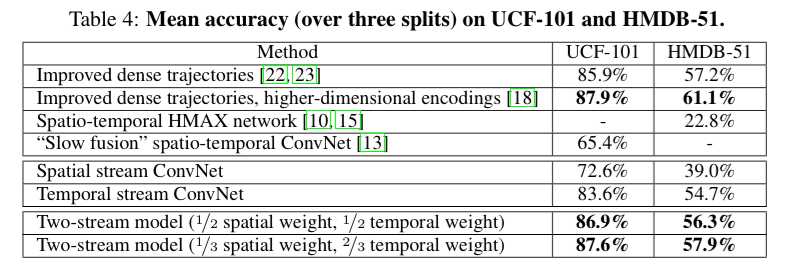 Table 4: Mean accuracy (over three splits) on UCF-101 and HMDB-51.
Method UCF-101 HMDB-51
Improved dense trajectories [22, 23] 85.9% 57.2%
Improved dense trajectories, higher-dimensional encodings [18] 87.9% 61.1%
Spatio-temporal HMAX network [10, 15] - 22.8%
“Slow fusion” spatio-temporal ConvNet [13] 65.4% -
Spatial stream ConvNet 72.6% 39.0%
Temporal stream ConvNet 83.6% 54.7%
Two-stream model (1/2 spatial weight, 1/2 temporal weight) 86.9% 56.3%
Two-stream model (1/3 spatial weight, 2/3 temporal weight) 87.6% 57.9%